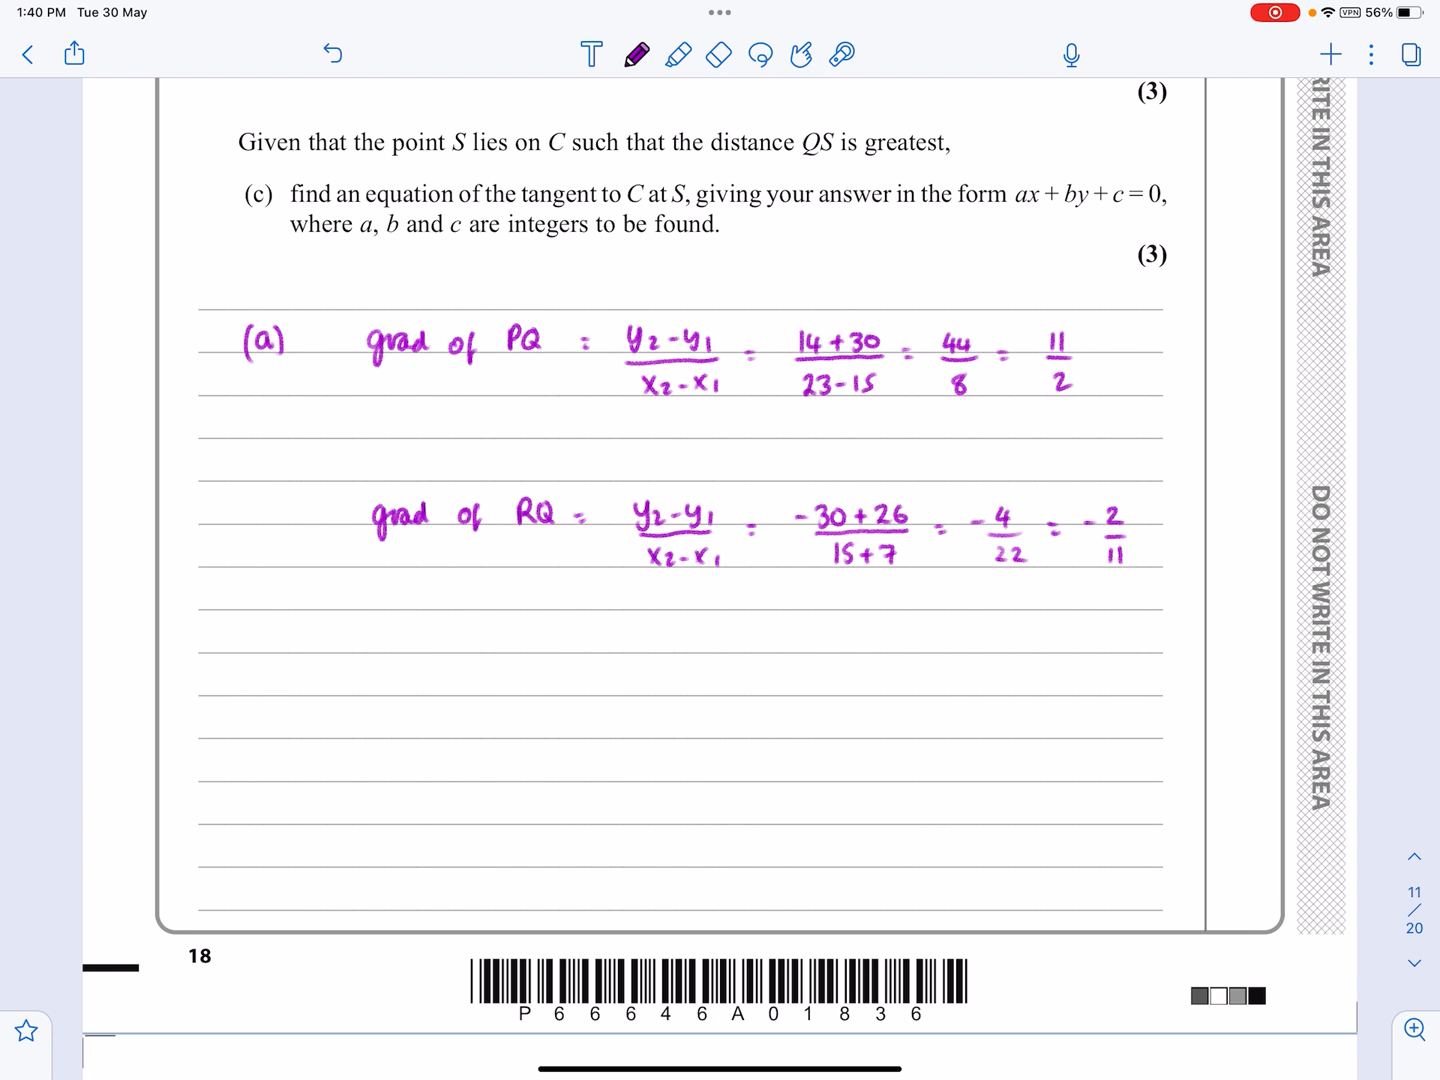 1:40 PM Tue 30 May
VPN 56%
(3)
Given that the point S lies on C such that the distance QS is greatest,
(c) find an equation of the tangent to C at S, giving your answer in the form ax + by + c = 0,
where a, b and c are integers to be found.
(3)
(a) grad of PQ = y2 - y1 / x2 - x1 = 14 + 30 / 23 - 15 = 44 / 8 = 11 / 2
grad of RQ = y2 - y1 / x2 - x1 = -30 + 26 / 15 + 7 = -4 / 22 = -2 / 11
18
P 6 6 6 4 6 A 0 1 8 3 6
RITE IN THIS AREA
DO NOT WRITE IN THIS AREA
11
/
20